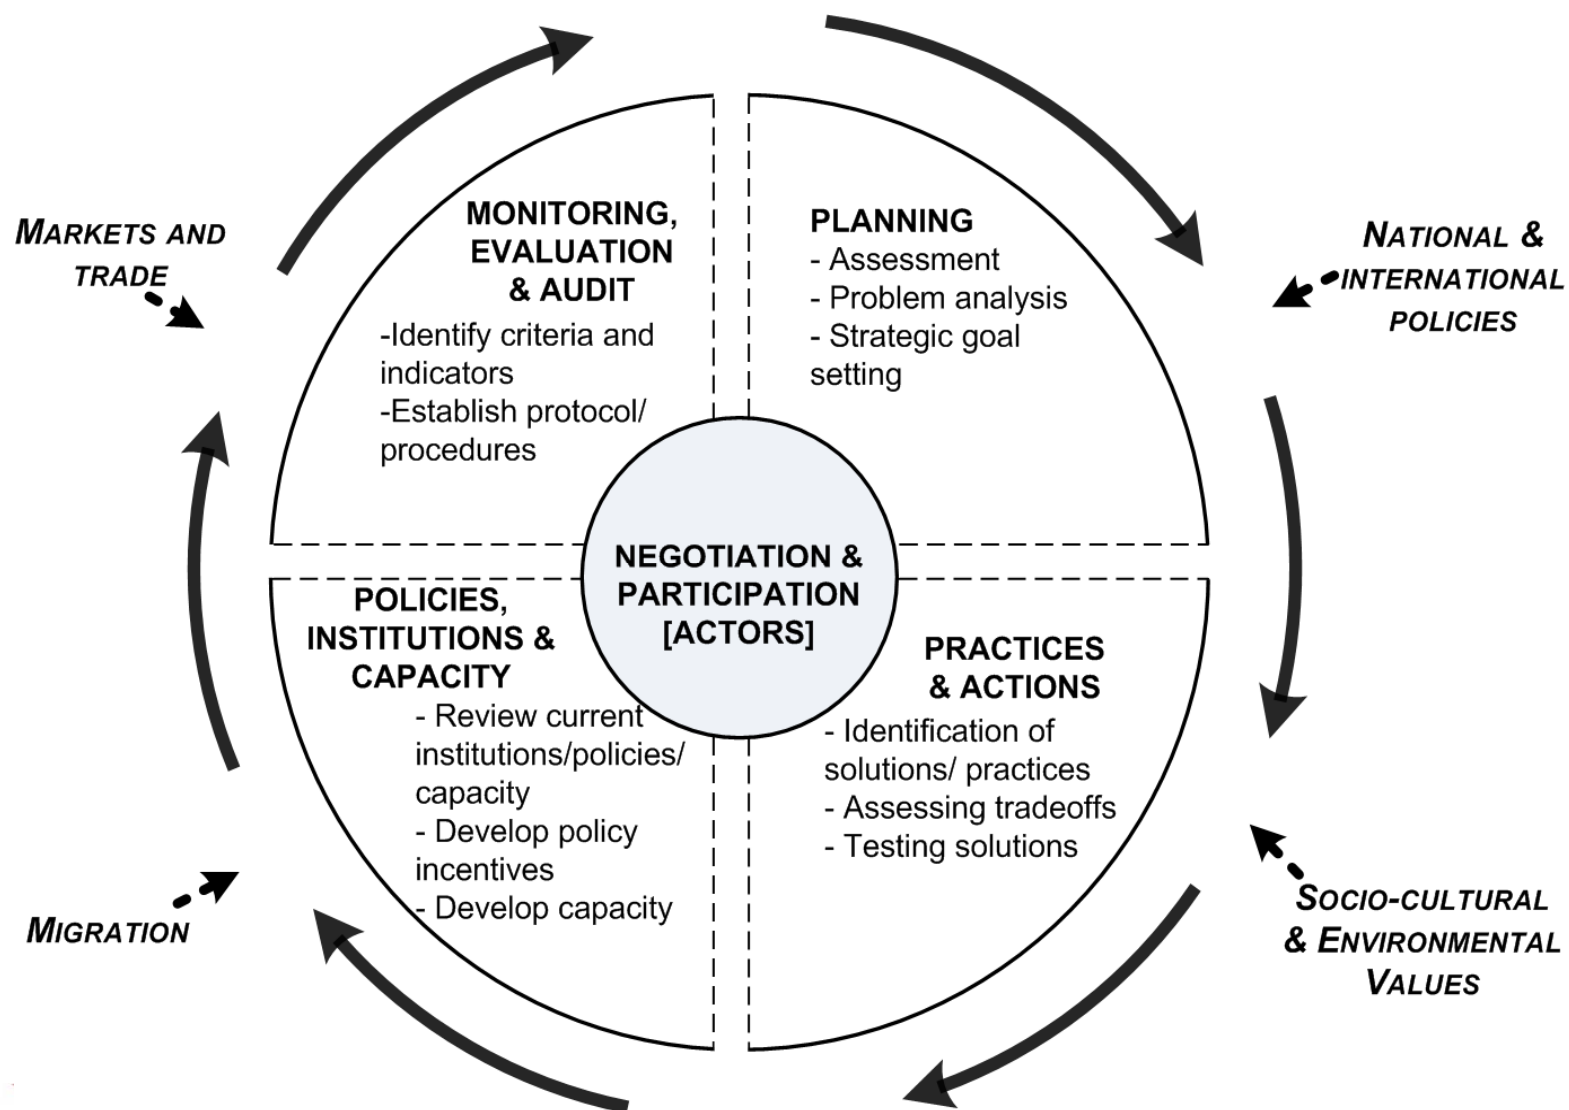 MARKETS AND
TRADE
MONITORING,
EVALUATION
& AUDIT
-Identify criteria and
indicators
-Establish protocol/
procedures
PLANNING
- Assessment
- Problem analysis
- Strategic goal
setting
NATIONAL &
INTERNATIONAL
POLICIES
NEGOTIATION &
PARTICIPATION
[ACTORS]
POLICIES,
INSTITUTIONS &
CAPACITY
- Review current
institutions/policies/
capacity
- Develop policy
incentives
- Develop capacity
PRACTICES
& ACTIONS
- Identification of
solutions/ practices
- Assessing tradeoffs
- Testing solutions
MIGRATION
SOCIO-CULTURAL
& ENVIRONMENTAL
VALUES